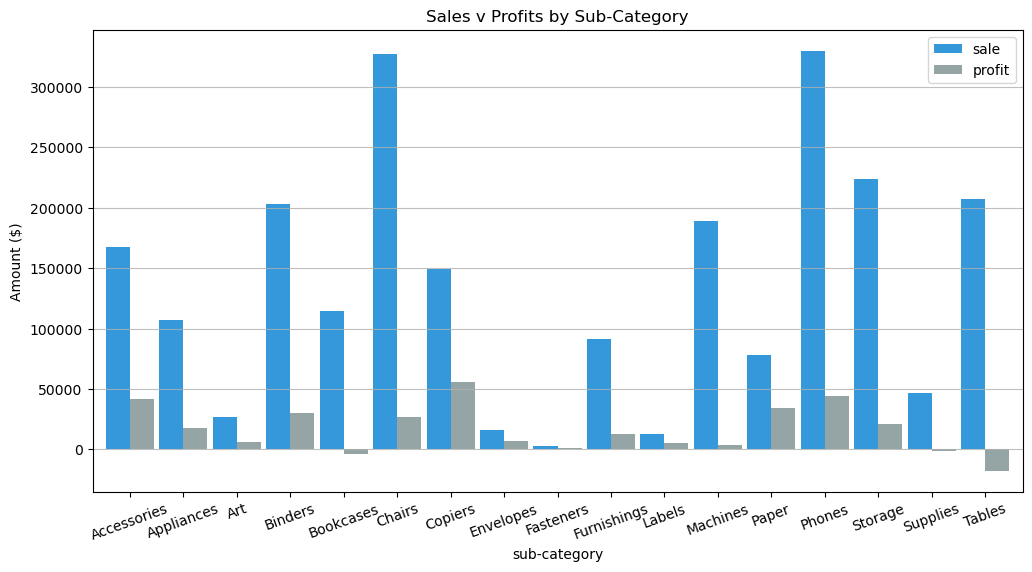 Sales v Profits by Sub-Category
sale
profit
Amount ($)
300000
250000
200000
150000
100000
50000
0
Accessories
Appliances
Art
Binders
Bookcases
Chairs
Copiers
Envelopes
Fasteners
Furnishings
Labels
Machines
Paper
Phones
Storage
Supplies
Tables
sub-category